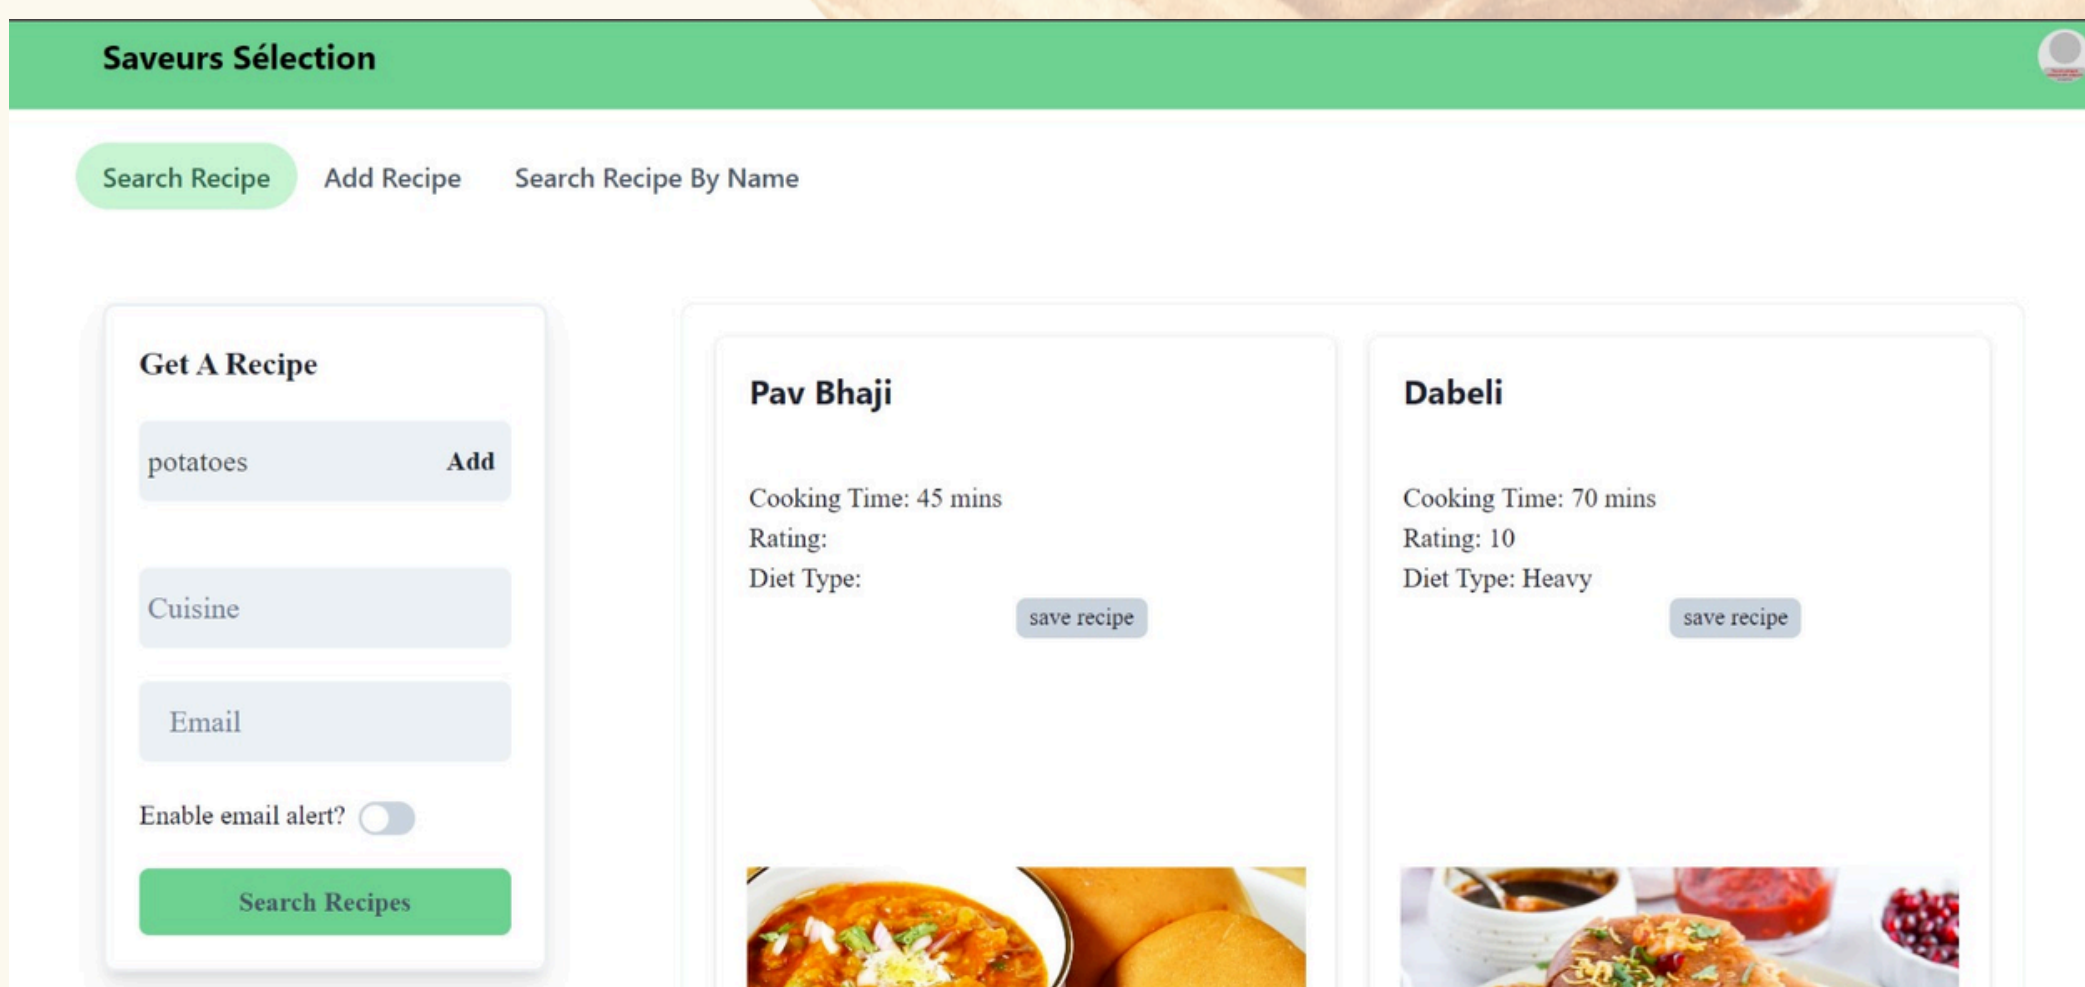 Saveurs Sélection
Search Recipe
Add Recipe
Search Recipe By Name
Get A Recipe
potatoes
Add
Cuisine
Email
Enable email alert?
Search Recipes
Pav Bhaji
Cooking Time: 45 mins
Rating:
Diet Type:
save recipe
Dabeli
Cooking Time: 70 mins
Rating: 10
Diet Type: Heavy
save recipe